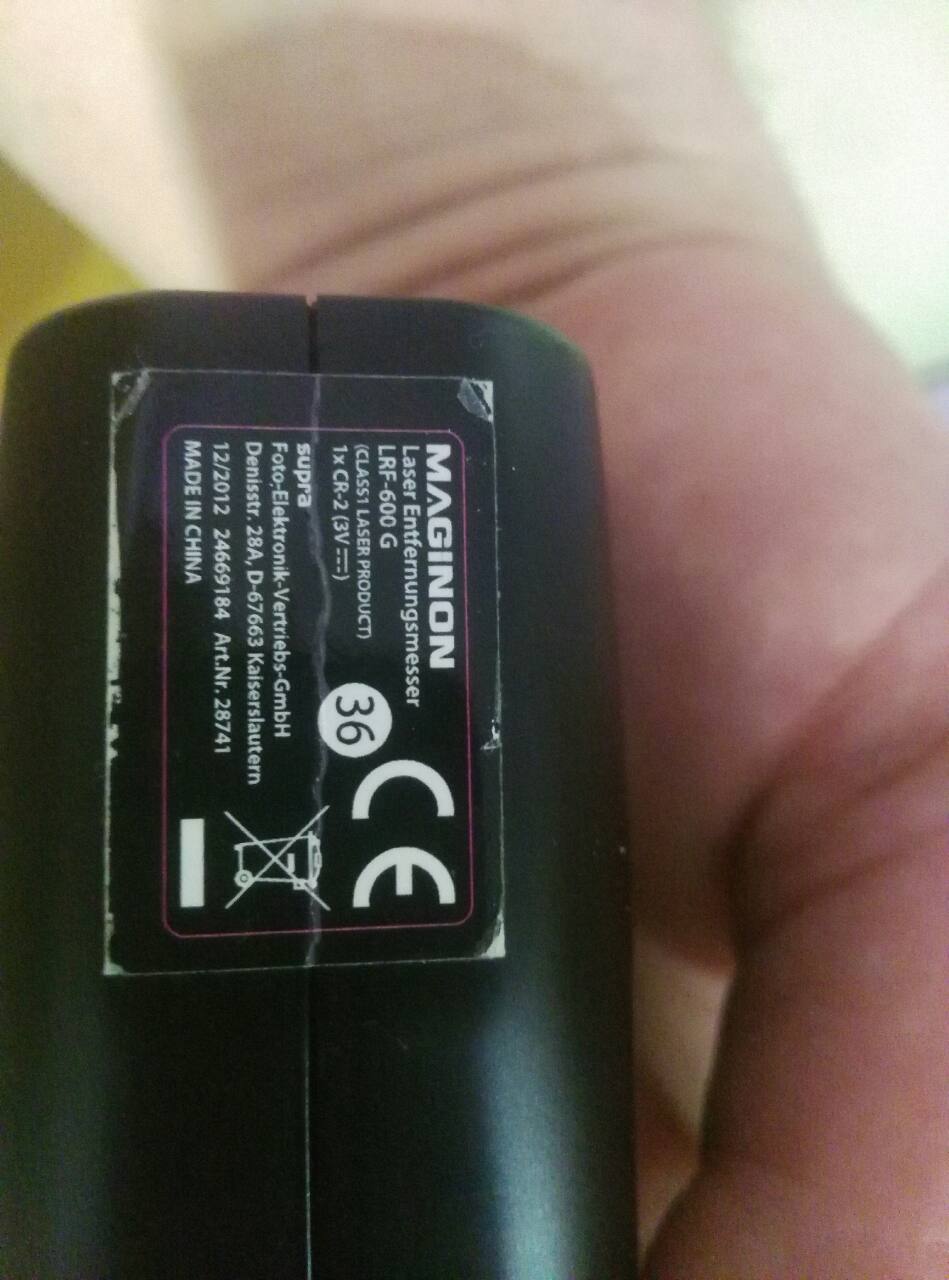 MAGINON
Laser Entfernungsmesser
LRF-600 G
(CLASS1 LASER PRODUCT)
1x CR-2 (3V⎓)
36
CE
supra
Foto-Elektronik-Vertriebs-GmbH
Denisstr. 28A, D-67663 Kaiserslautern
12/2012 24669184 Art.Nr. 28741
MADE IN CHINA